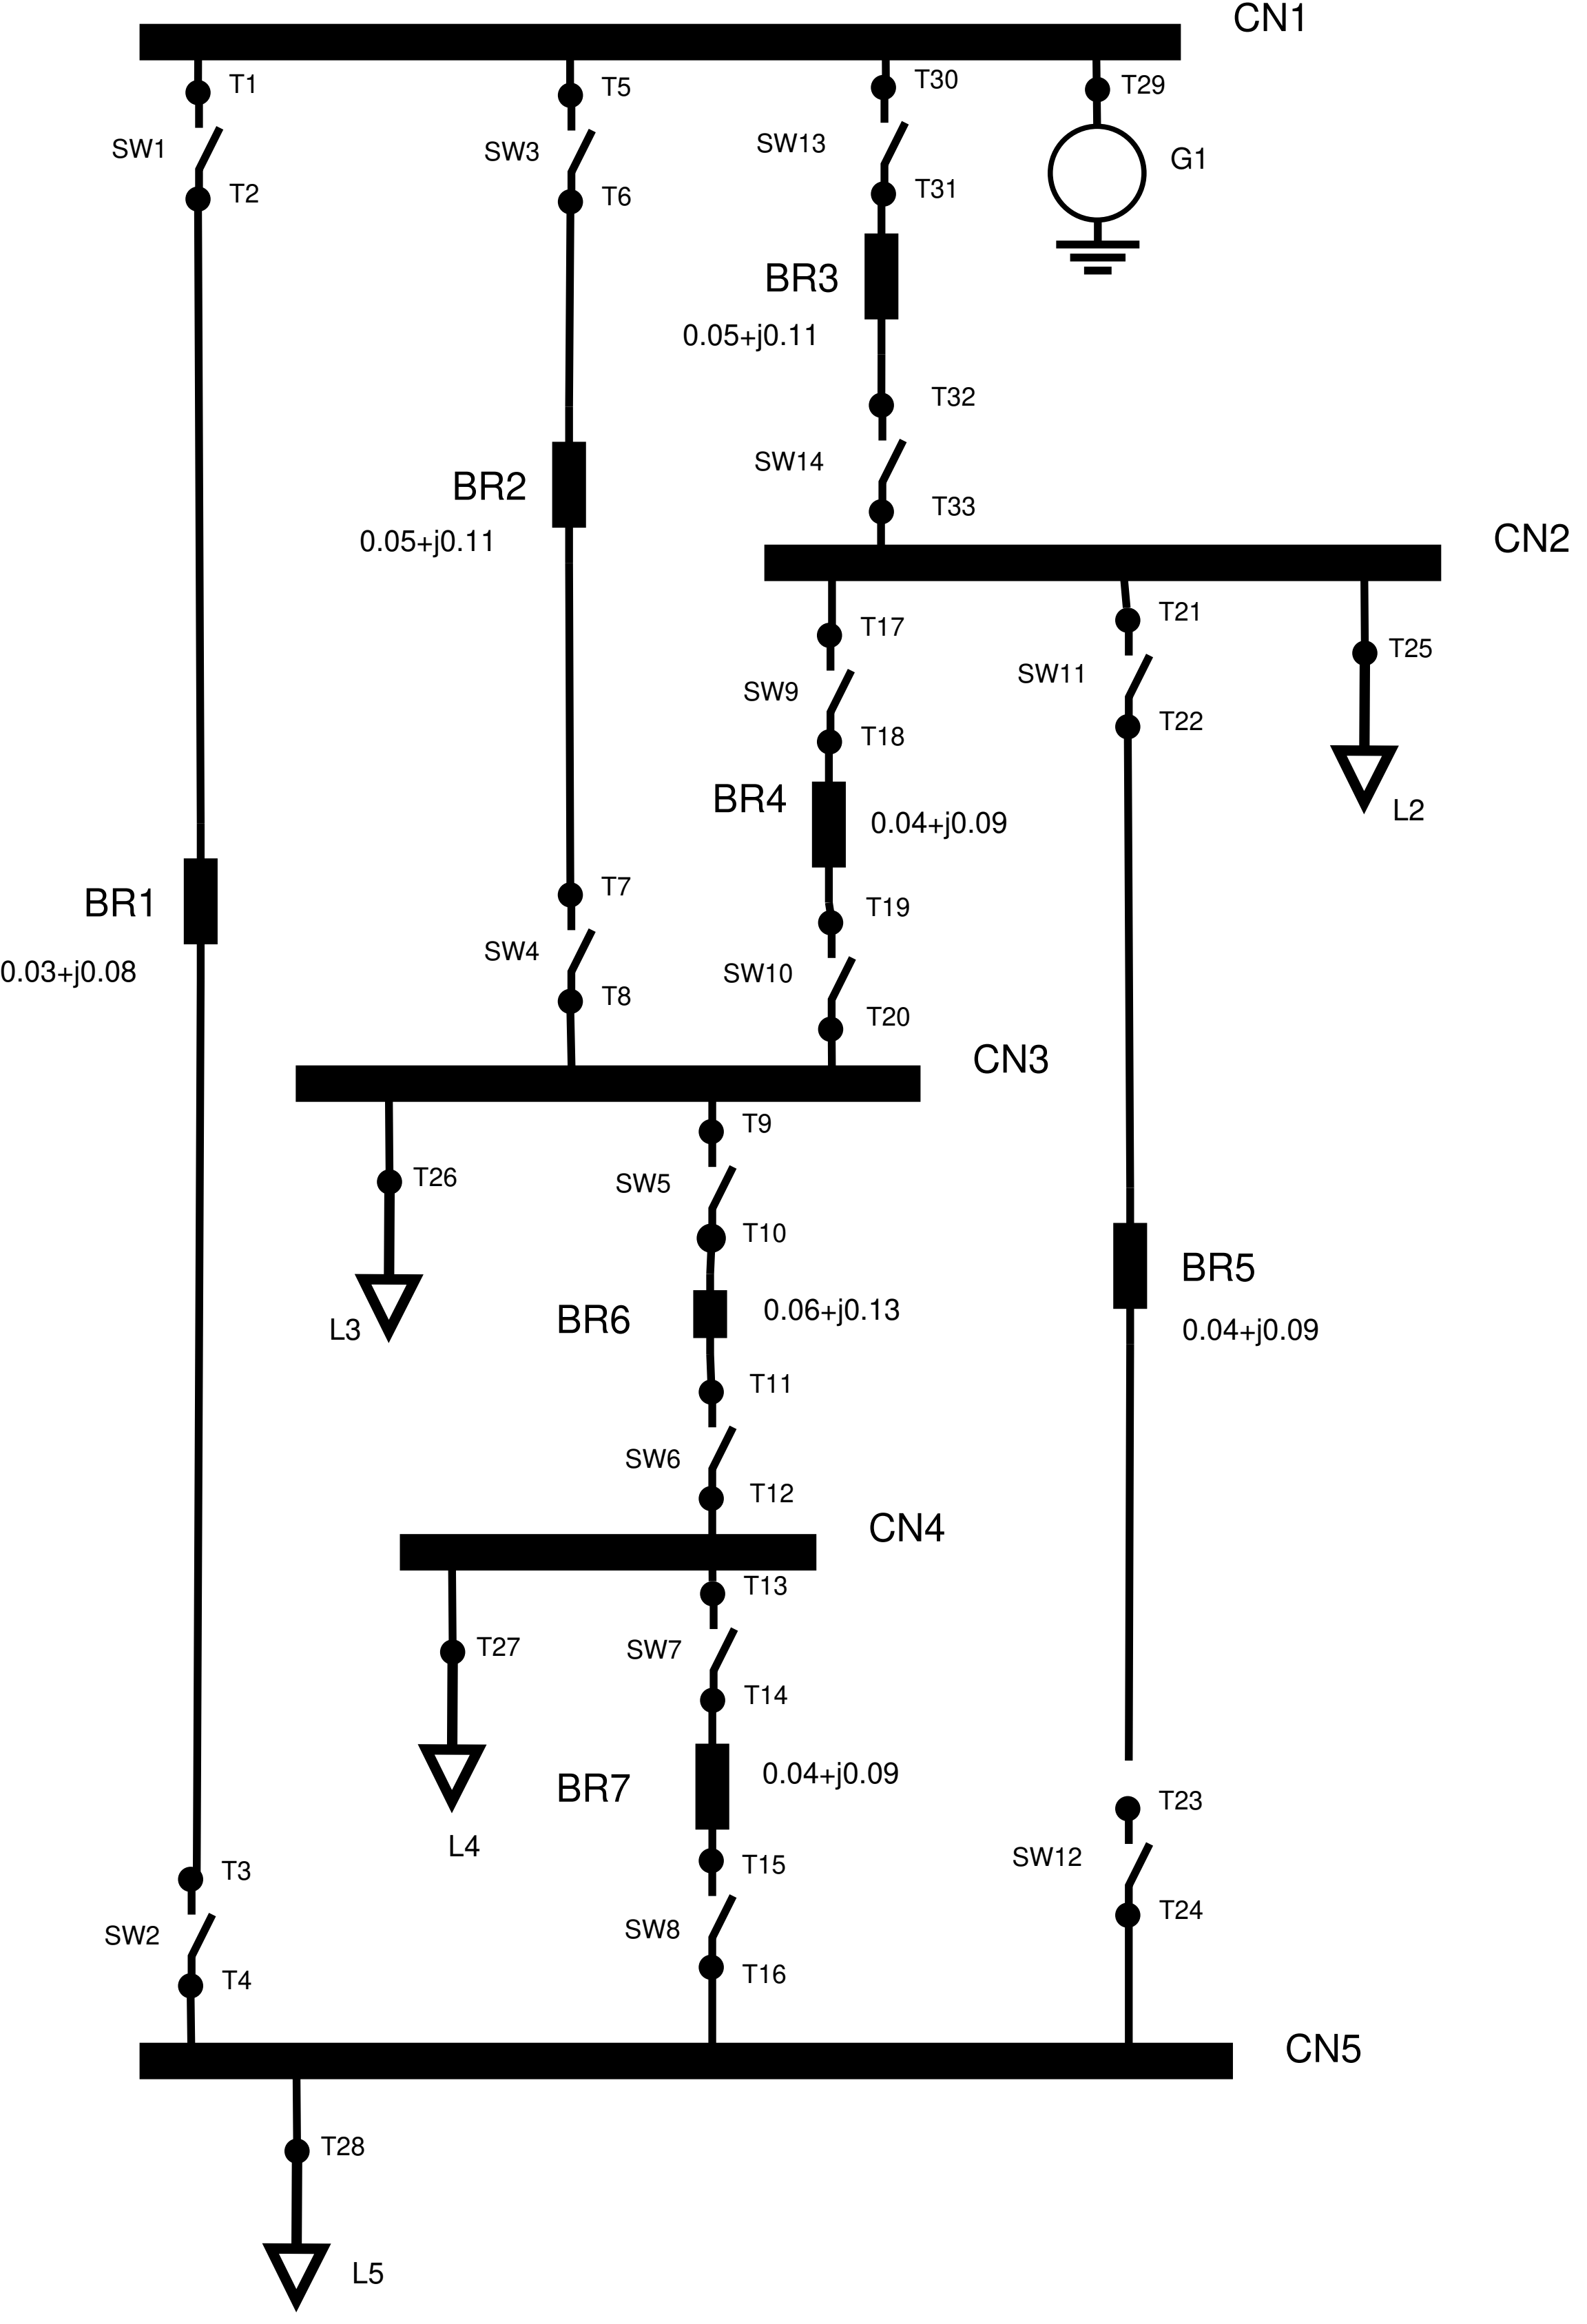 CN1
T1
T5
T30
T29
SW1
SW3
SW13
G1
T2
T6
T31
BR3
0.05+j0.11
T32
SW14
BR2
T33
0.05+j0.11
CN2
T17
T21
T25
SW9
SW11
T18
T22
BR4
0.04+j0.09
L2
BR1
T7
T19
0.03+j0.08
SW4
SW10
T8
T20
CN3
T9
T26
SW5
T10
BR5
L3
BR6
0.06+j0.13
0.04+j0.09
T11
SW6
T12
CN4
T13
T27
SW7
T14
BR7
0.04+j0.09
L4
T23
T3
T15
SW12
SW2
SW8
T24
T4
T16
CN5
T28
L5